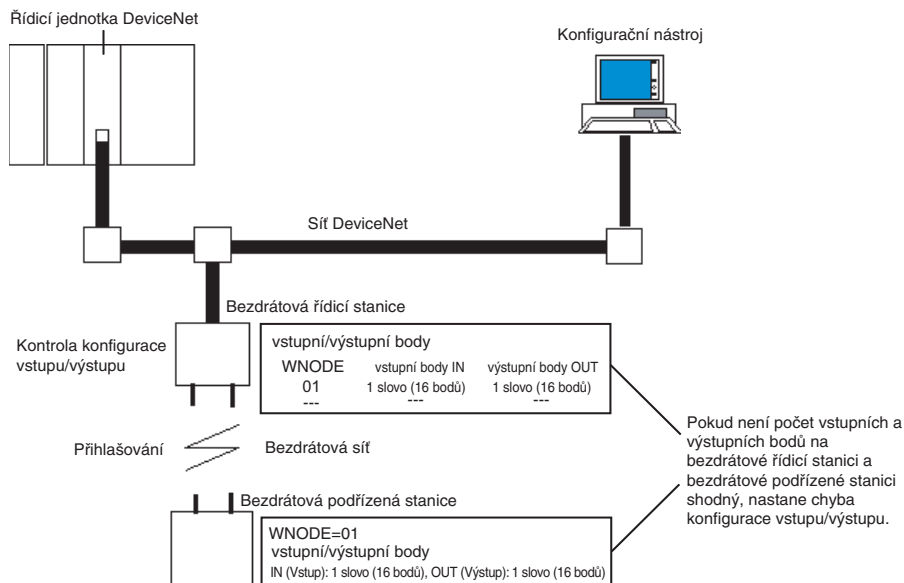 Řídicí jednotka DeviceNet
Konfigurační nástroj
Síť DeviceNet
Bezdrátová řídicí stanice
Kontrola konfigurace
vstupu/výstupu
vstupní/výstupní body
WNODE vstupní body IN výstupní body OUT
01 1 slovo (16 bodů) 1 slovo (16 bodů)
--- --- ---
Přihlašování
Bezdrátová síť
Pokud není počet vstupních a
výstupních bodů na
bezdrátové řídicí stanici a
bezdrátové podřízené stanici
shodný, nastane chyba
konfigurace vstupu/výstupu.
Bezdrátová podřízená stanice
WNODE=01
vstupní/výstupní body
IN (Vstup): 1 slovo (16 bodů), OUT (Výstup): 1 slovo (16 bodů)